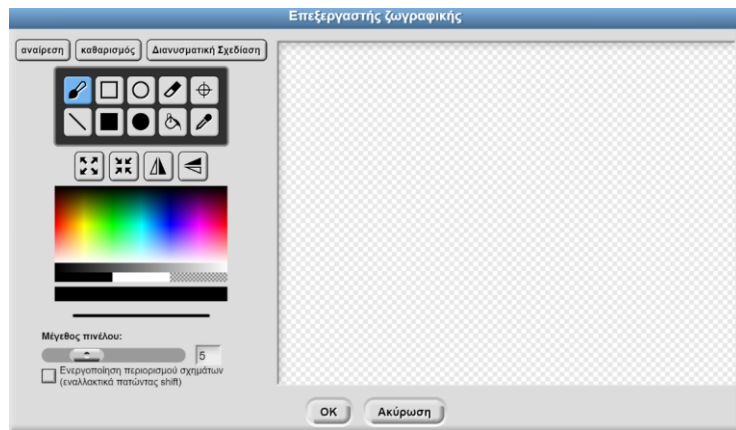 Επεξεργαστής ζωγραφικής
αναίρεση καθαρισμός Διανυσματική Σχεδίαση
Μέγεθος πινέλου:
5
Ενεργοποίηση περιορισμού σχημάτων
(εναλλακτικά πατώντας shift)
OK Ακύρωση